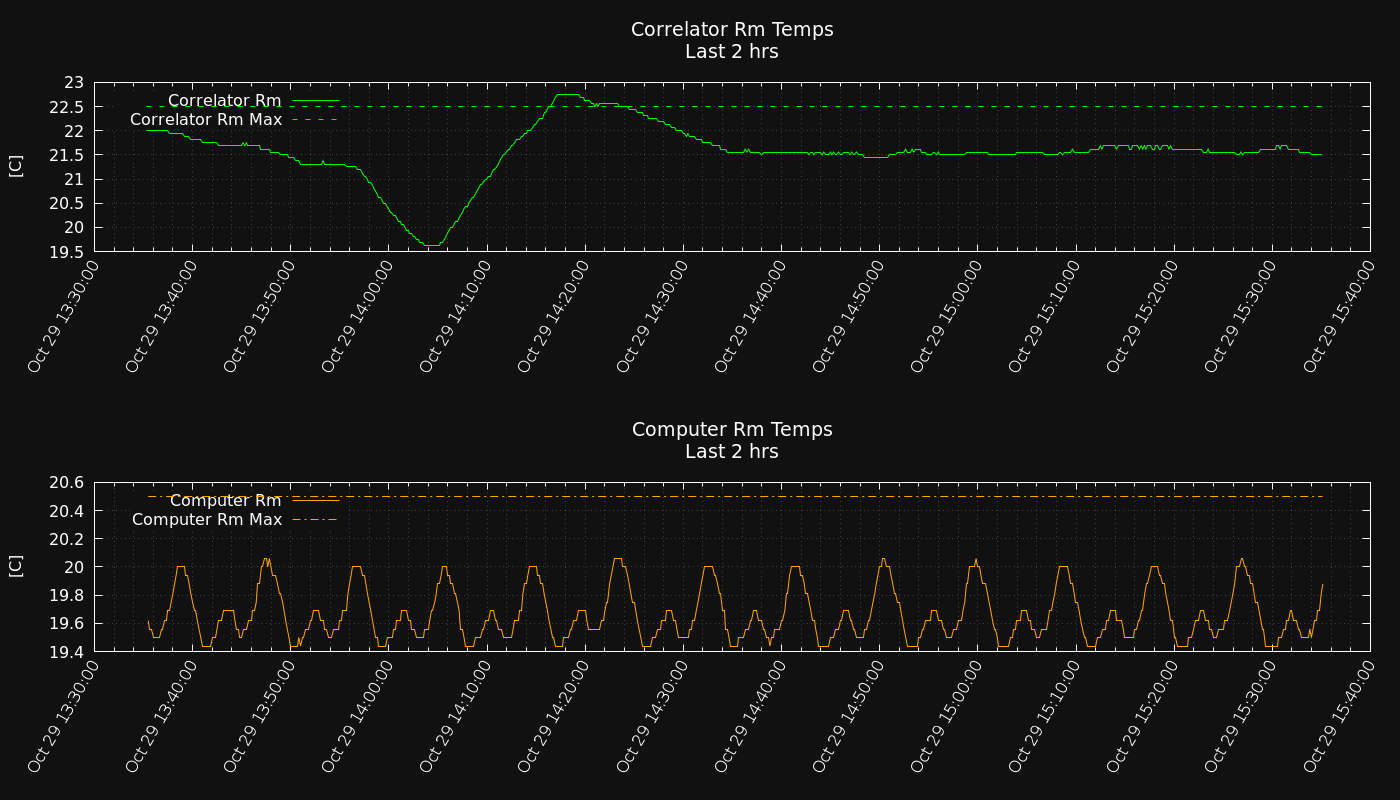 Correlator Rm Temps
Last 2 hrs
[C]
23
22.5
22
21.5
21
20.5
20
19.5
Correlator Rm
Correlator Rm Max
Oct 29 13:30:00
Oct 29 13:40:00
Oct 29 13:50:00
Oct 29 14:00:00
Oct 29 14:10:00
Oct 29 14:20:00
Oct 29 14:30:00
Oct 29 14:40:00
Oct 29 14:50:00
Oct 29 15:00:00
Oct 29 15:10:00
Oct 29 15:20:00
Oct 29 15:30:00
Oct 29 15:40:00
Computer Rm Temps
Last 2 hrs
[C]
20.6
20.4
20.2
20
19.8
19.6
19.4
Computer Rm
Computer Rm Max
Oct 29 13:30:00
Oct 29 13:40:00
Oct 29 13:50:00
Oct 29 14:00:00
Oct 29 14:10:00
Oct 29 14:20:00
Oct 29 14:30:00
Oct 29 14:40:00
Oct 29 14:50:00
Oct 29 15:00:00
Oct 29 15:10:00
Oct 29 15:20:00
Oct 29 15:30:00
Oct 29 15:40:00